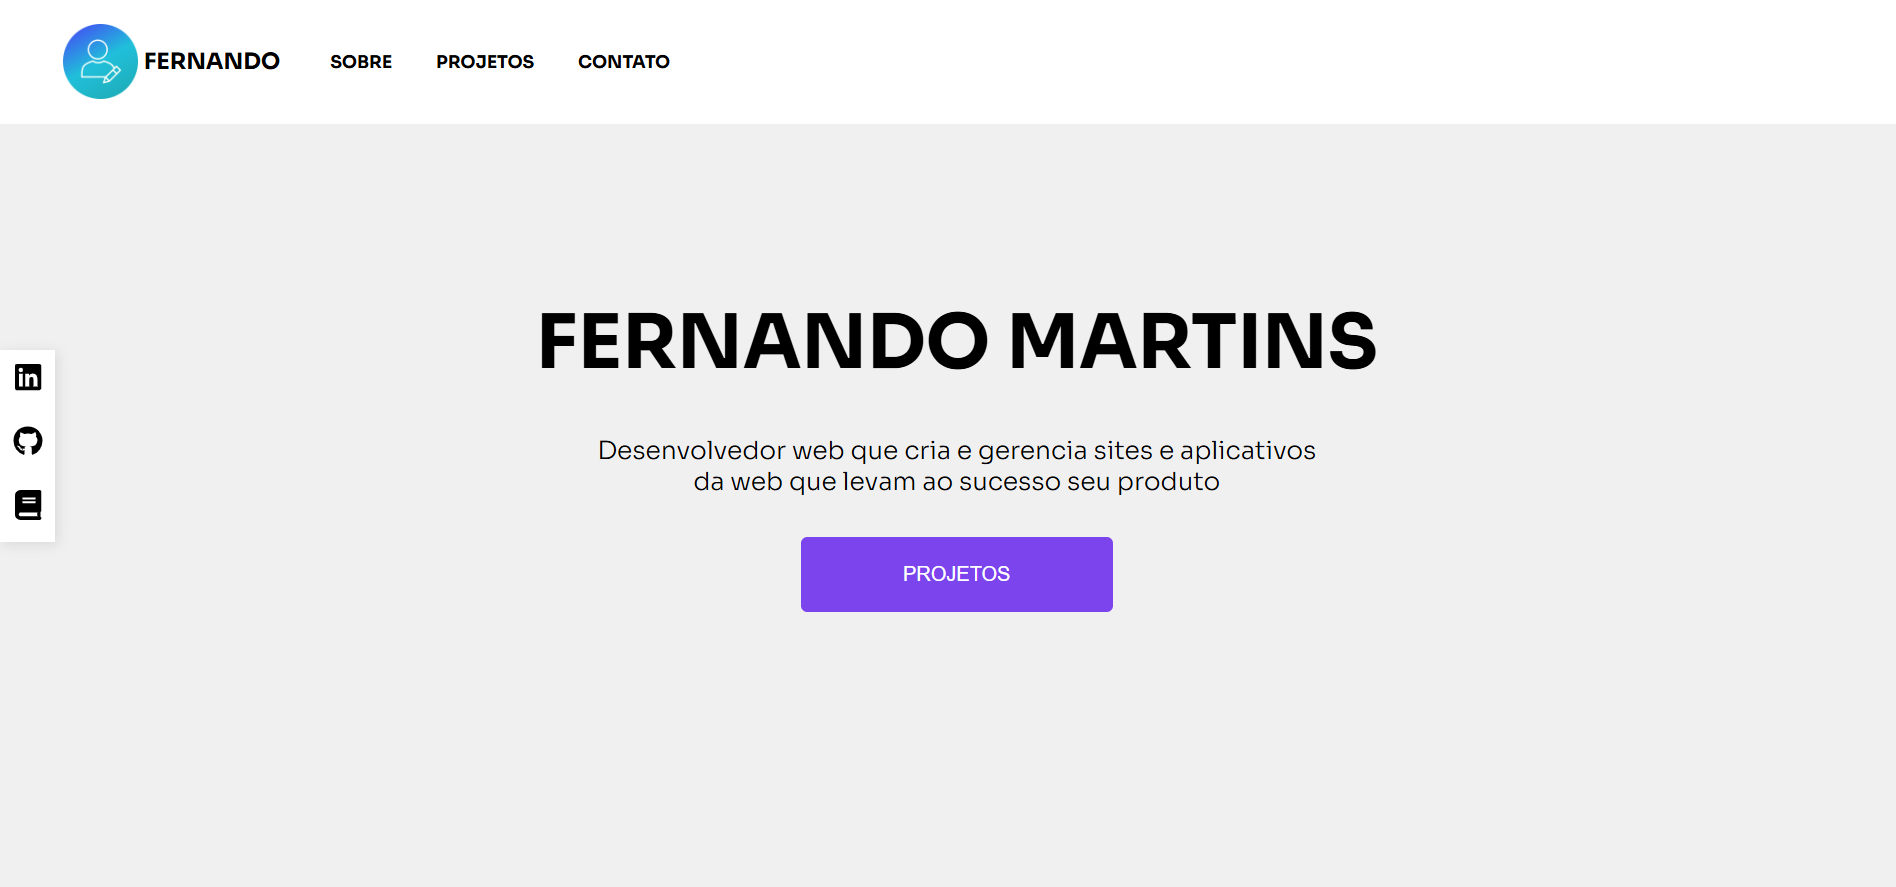 FERNANDO
SOBRE
PROJETOS
CONTATO
FERNANDO MARTINS
in
Desenvolvedor web que cria e gerencia sites e aplicativos
da web que levam ao sucesso seu produto
PROJETOS